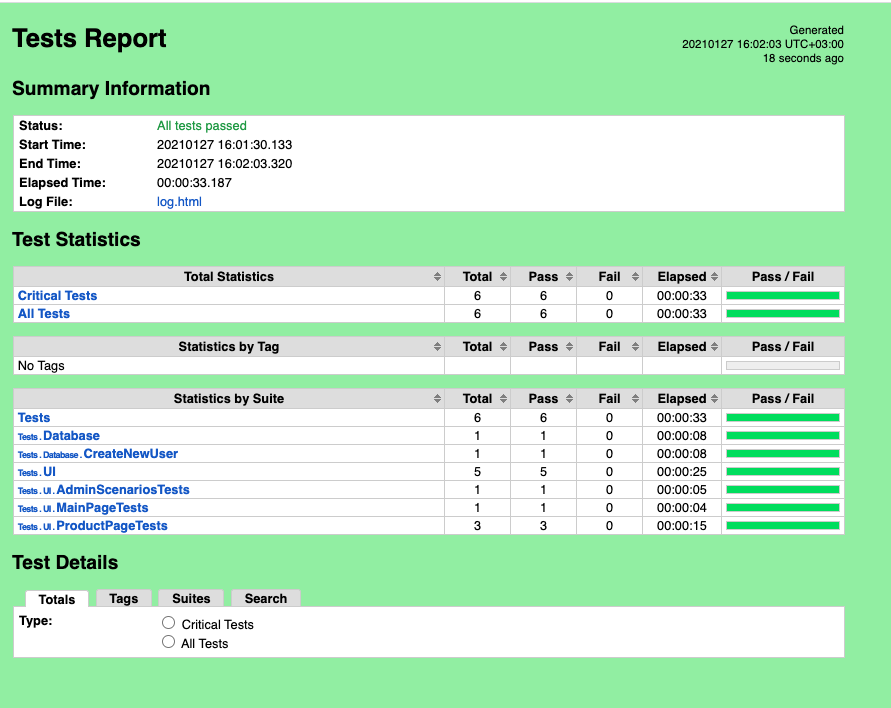 Tests Report
Generated
20210127 16:02:03 UTC+03:00
18 seconds ago
Summary Information
Status: All tests passed
Start Time: 20210127 16:01:30.133
End Time: 20210127 16:02:03.320
Elapsed Time: 00:00:33.187
Log File: log.html
Test Statistics
Total Statistics Total Pass Fail Elapsed Pass / Fail
Critical Tests 6 6 0 00:00:33
All Tests 6 6 0 00:00:33
Statistics by Tag Total Pass Fail Elapsed Pass / Fail
No Tags
Statistics by Suite Total Pass Fail Elapsed Pass / Fail
Tests 6 6 0 00:00:33
Tests . Database 1 1 0 00:00:08
Tests . Database . CreateNewUser 1 1 0 00:00:08
Tests . UI 5 5 0 00:00:25
Tests . UI . AdminScenariosTests 1 1 0 00:00:05
Tests . UI . MainPageTests 1 1 0 00:00:04
Tests . UI . ProductPageTests 3 3 0 00:00:15
Test Details
Totals Tags Suites Search
Type: Critical Tests
All Tests